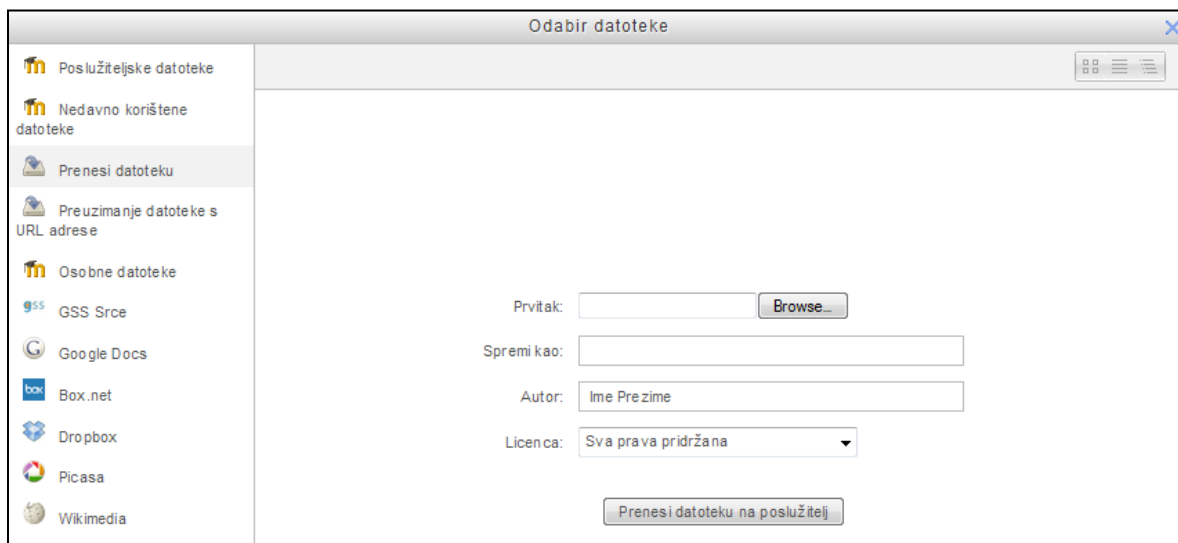 Odabir datoteke
Poslužiteljske datoteke
Nedavno korištene
datoteke
Prenesi datoteku
Preuzimanje datoteke s
URL adrese
Osobne datoteke
gss GSS Srce
G Google Docs
box Box.net
Dropbox
Picasa
Wikimedia
Prvitak: Browse...
Spremi kao:
Autor: Ime Prezime
Licenca: Sva prava pridržana
Prenesi datoteku na poslužitelj